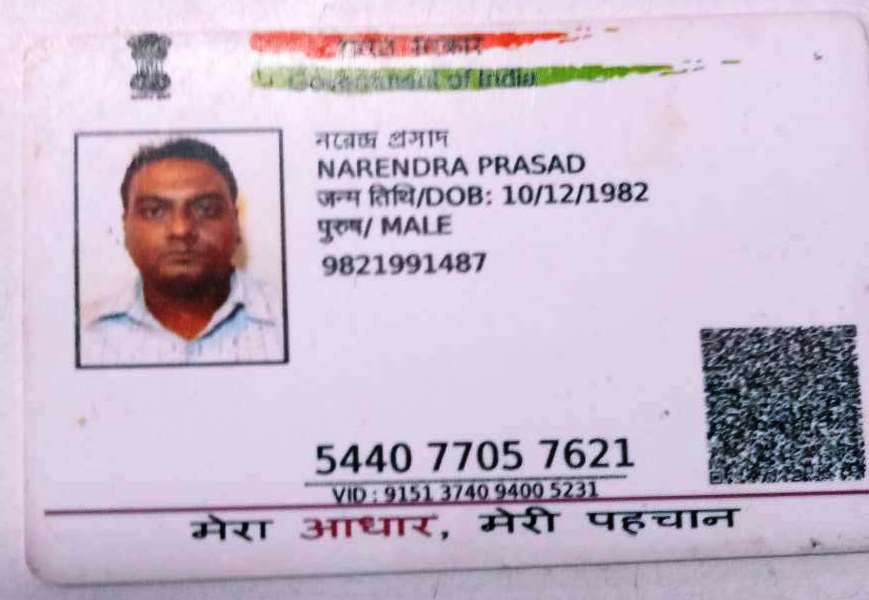 भारत सरकार
Government of India
नरेन्द्र प्रसाद
NARENDRA PRASAD
जन्म तिथि/DOB: 10/12/1982
पुरुष/ MALE
9821991487
5440 7705 7621
VID : 9151 3740 9400 5231
मेरा आधार, मेरी पहचान